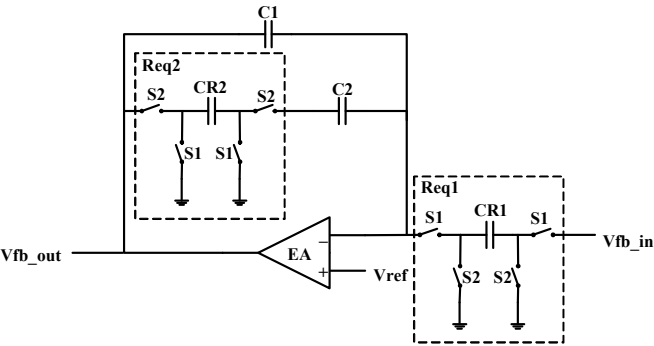 C1
Req2
S2
CR2
S2
C2
S1
S1
Req1
S1
CR1
S1
Vfb_in
S2
S2
Vfb_out
EA
−
+
Vref